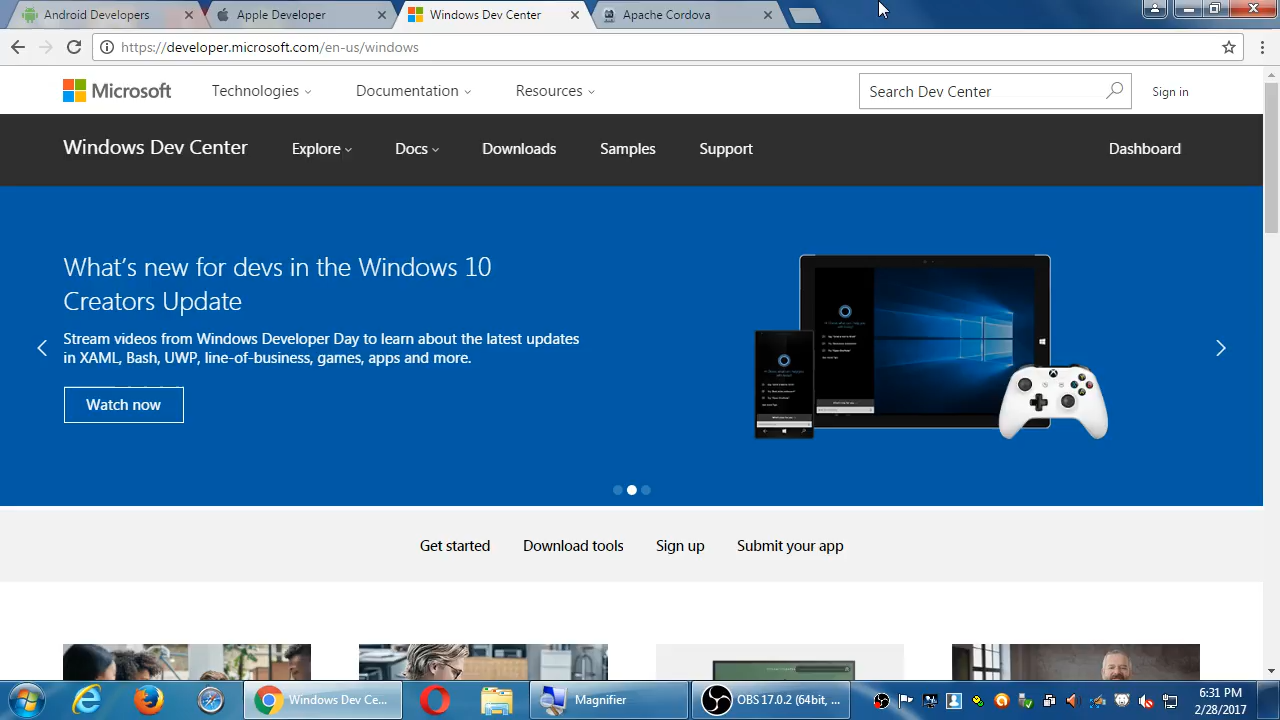 Android Developers
Apple Developer
Windows Dev Center
Apache Cordova
https://developer.microsoft.com/en-us/windows
Microsoft
Technologies
Documentation
Resources
Search Dev Center
Sign in
Windows Dev Center
Explore
Docs
Downloads
Samples
Support
Dashboard
What's new for devs in the Windows 10
Creators Update
Stream videos from Windows Developer Day to learn about the latest updates
in XAML, Bash, UWP, line-of-business, games, apps and more.
Watch now
Get started
Download tools
Sign up
Submit your app
Windows Dev Ce...
Magnifier
OBS 17.0.2 (64bit, ...
6:31 PM
2/28/2017